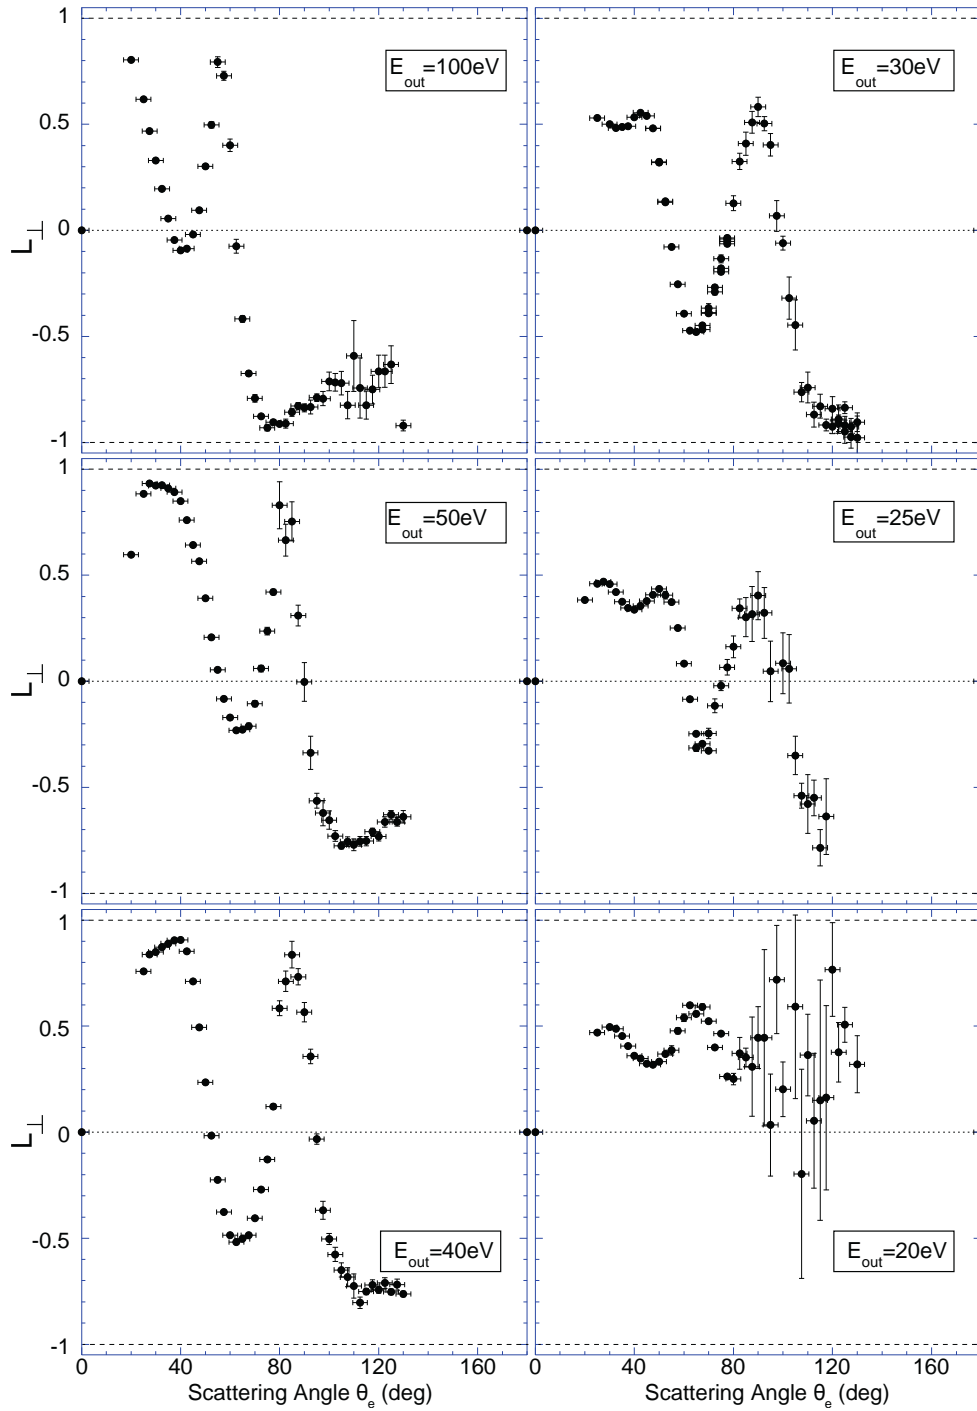 1
0.5
0
-0.5
-1
L⊥
E_out=100eV
E_out=30eV
1
0.5
0
-0.5
-1
L⊥
E_out=50eV
E_out=25eV
1
0.5
0
-0.5
-1
L⊥
E_out=40eV
E_out=20eV
0 40 80 120 160
0 40 80 120 160
Scattering Angle θ_e (deg)
Scattering Angle θ_e (deg)